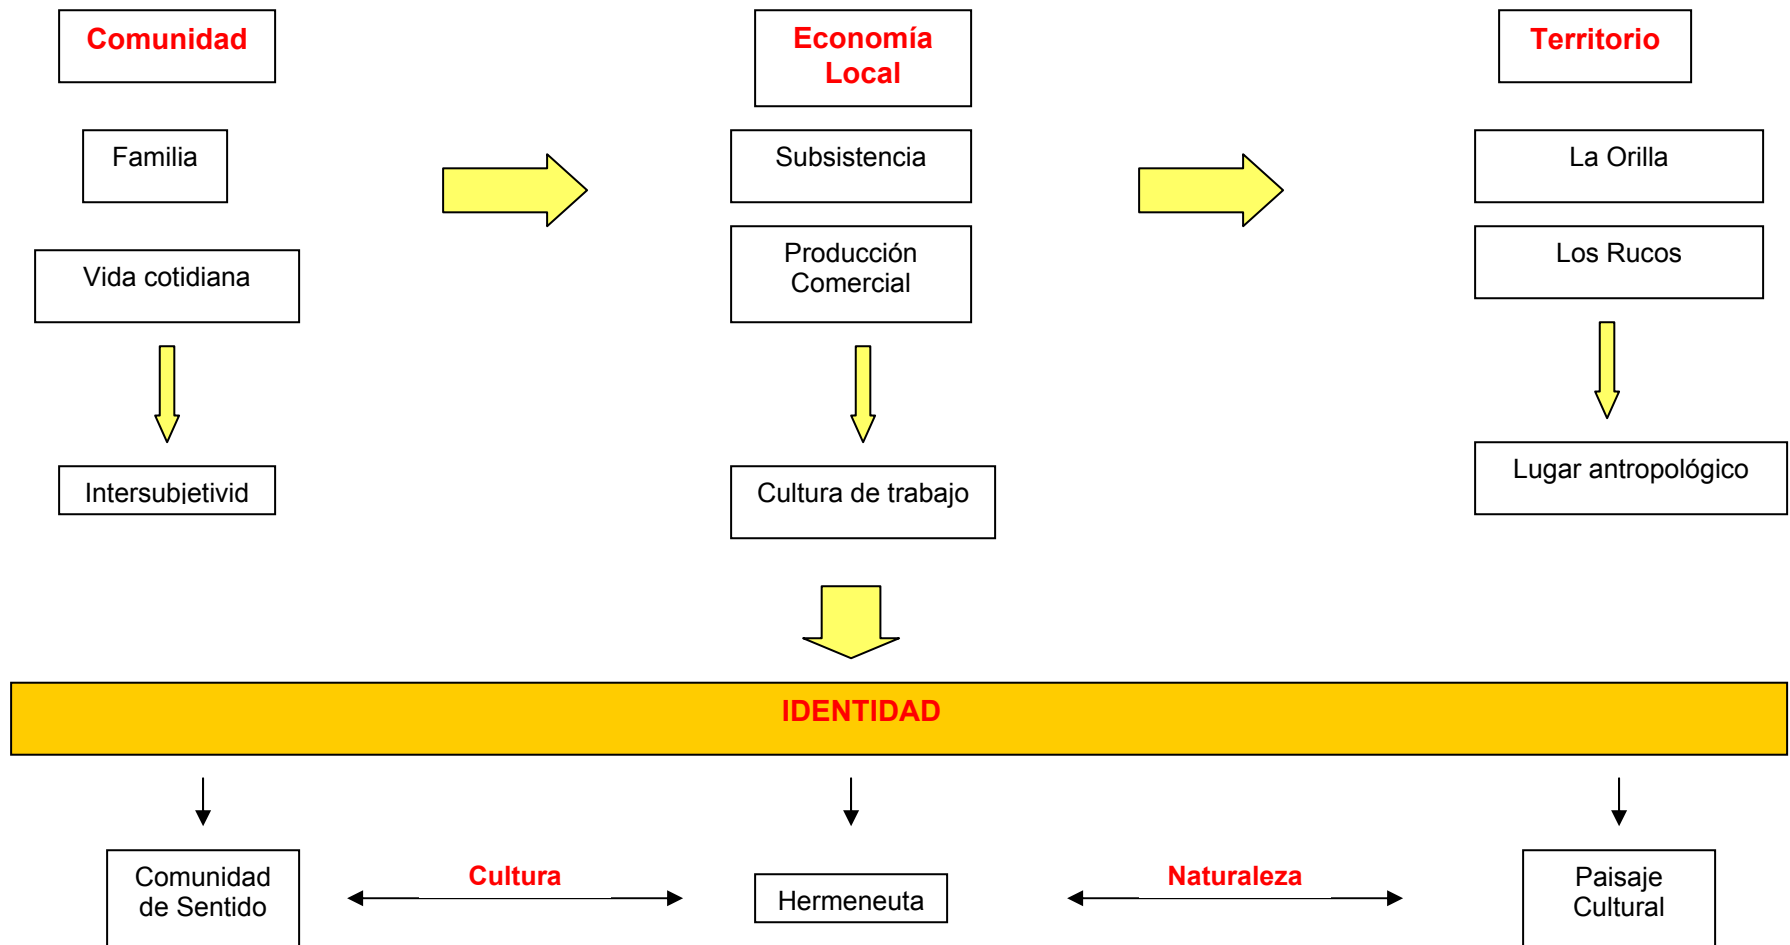 Comunidad
Economía
Local
Territorio
Familia
Subsistencia
La Orilla
Vida cotidiana
Producción
Comercial
Los Rucos
Intersubjetivid
Cultura de trabajo
Lugar antropológico
IDENTIDAD
Comunidad
de Sentido
Cultura
Hermeneuta
Naturaleza
Paisaje
Cultural